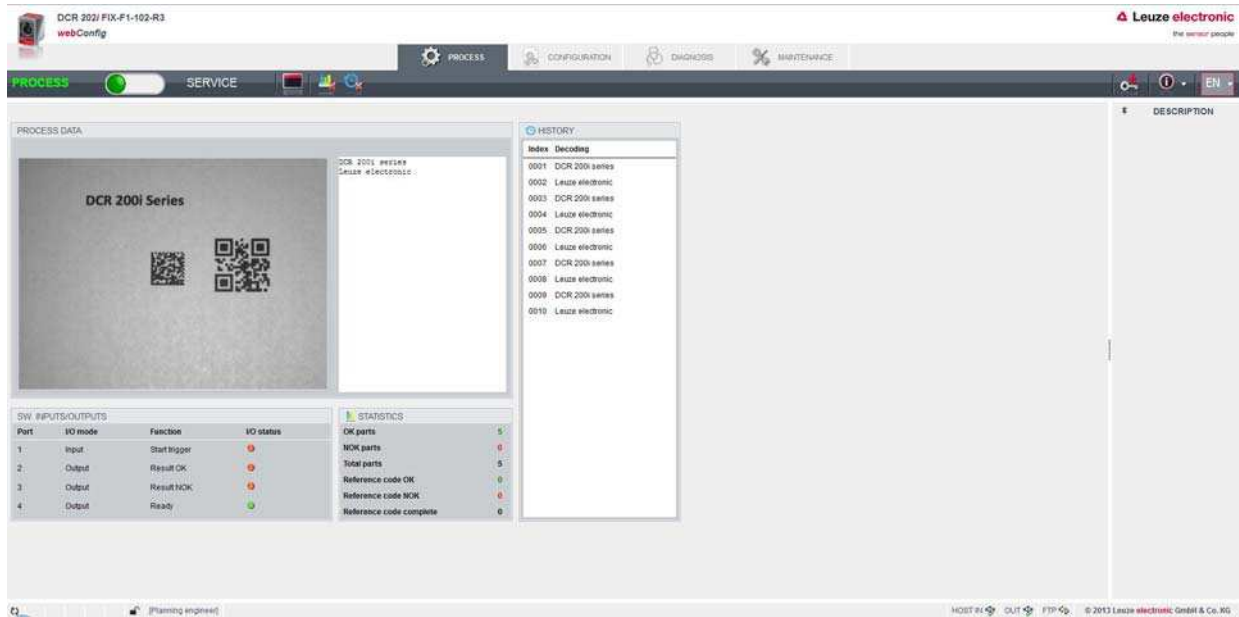 DCR 202i FIX-F1-102-R3
webConfig
Leuze electronic
the sensor people
PROCESS
CONFIGURATION
DIAGNOSIS
MAINTENANCE
PROCESS
SERVICE
EN
DESCRIPTION
PROCESS DATA
DCR 200i Series
DCR 200i series
Leuze electronic
HISTORY
Index Decoding
0001 DCR 200i series
0002 Leuze electronic
0003 DCR 200i series
0004 Leuze electronic
0005 DCR 200i series
0006 Leuze electronic
0007 DCR 200i series
0008 Leuze electronic
0009 DCR 200i series
0010 Leuze electronic
SW. INPUTS/OUTPUTS
Port I/O mode Function I/O status
1 Input Start trigger
2 Output Result OK
3 Output Result NOK
4 Output Ready
STATISTICS
OK parts 5
NOK parts 0
Total parts 5
Reference code OK 0
Reference code NOK 0
Reference code complete 0
[Planning engineer]
HOST IN OUT FTP © 2013 Leuze electronic GmbH & Co. KG